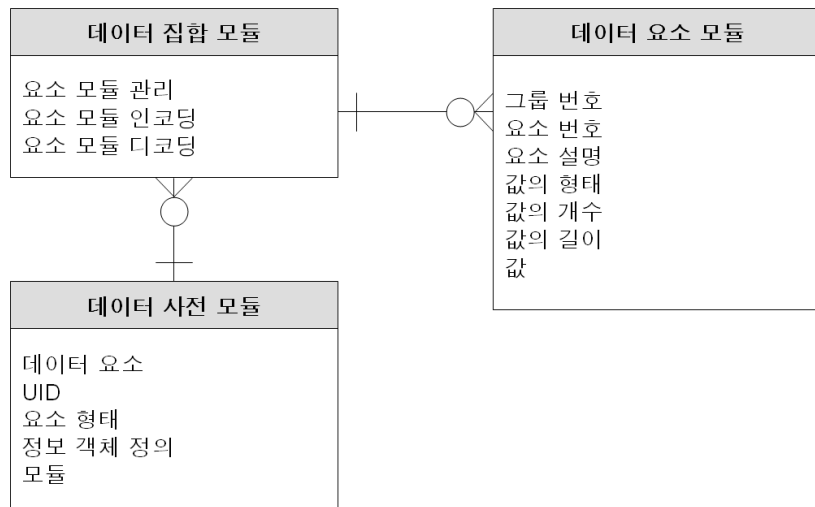 데이터 집합 모듈
요소 모듈 관리
요소 모듈 인코딩
요소 모듈 디코딩
데이터 요소 모듈
그룹 번호
요소 번호
요소 설명
값의 형태
값의 개수
값의 길이
값
데이터 사전 모듈
데이터 요소
UID
요소 형태
정보 객체 정의
모듈